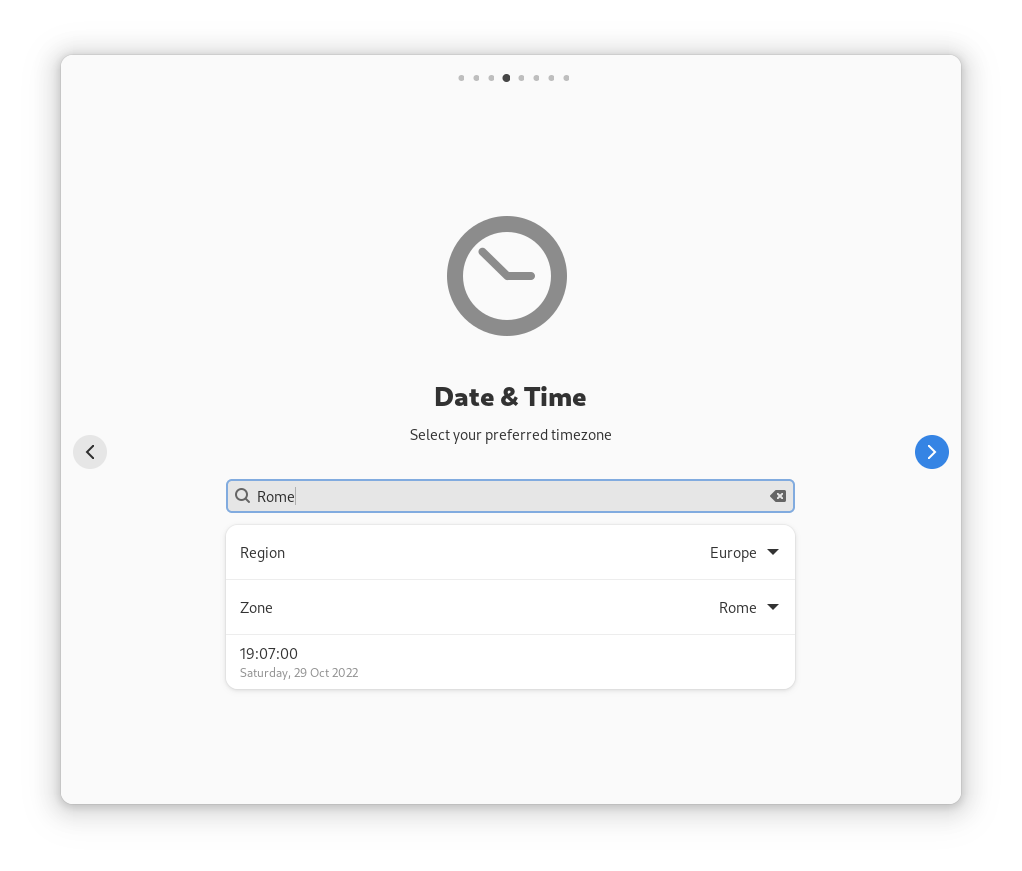 Date & Time
Select your preferred timezone
Rome
Region Europe
Zone Rome
19:07:00
Saturday, 29 Oct 2022